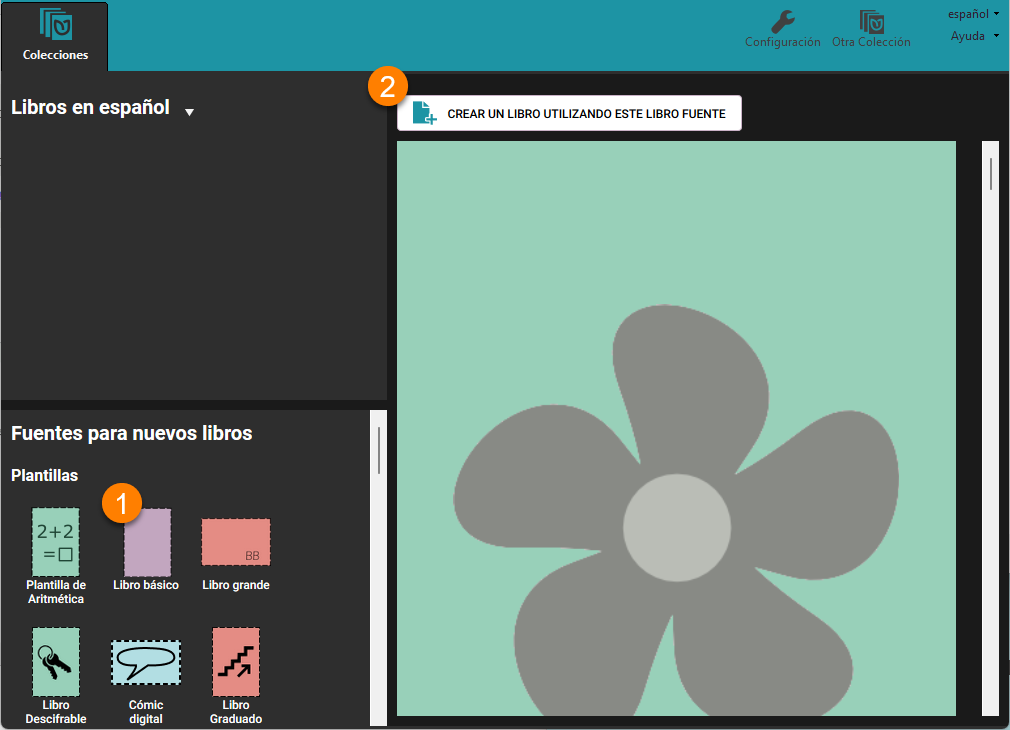 Colecciones
Configuración
Otra Colección
español
Ayuda
Libros en español
2
CREAR UN LIBRO UTILIZANDO ESTE LIBRO FUENTE
Fuentes para nuevos libros
Plantillas
1
2+2
=
BB
Plantilla de
Aritmética
Libro básico
Libro grande
Libro
Descifrable
Cómic
digital
Libro
Graduado